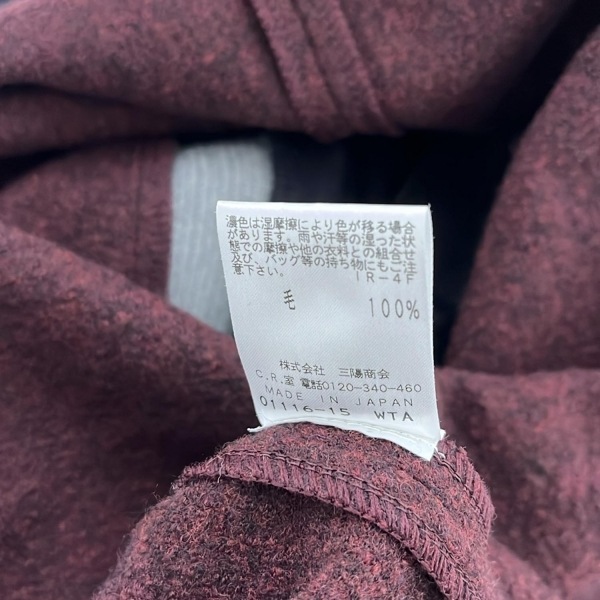 濃色は湿摩擦により色が移る場合
があります。雨や汗等の湿った状
態での摩擦や他の衣料との組合せ
及び、バッグ等の持ち物にもご注
意下さい。 IR-4F
毛 100%
株式会社 三陽商会
C.R.室 電話0120-340-460
MADE IN JAPAN
01116-15 WTA